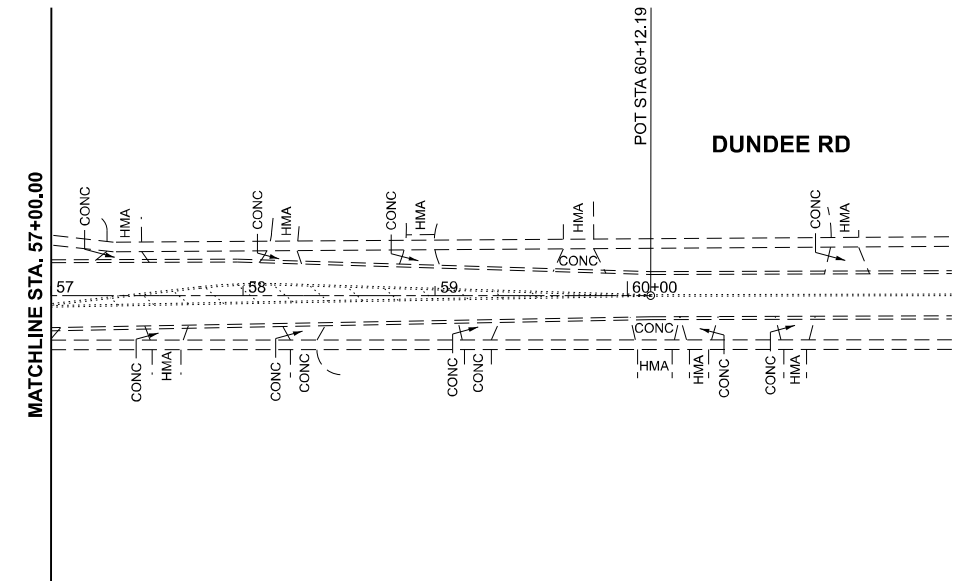 POT STA 60+12.19
DUNDEE RD
MATCHLINE STA. 57+00.00
CONC
HMA
CONC
HMA
CONC
HMA
HMA
CONC
CONC
HMA
57
58
59
60+00
CONC
HMA
CONC
CONC
CONC
CONC
CONC
HMA
HMA
CONC
CONC
HMA